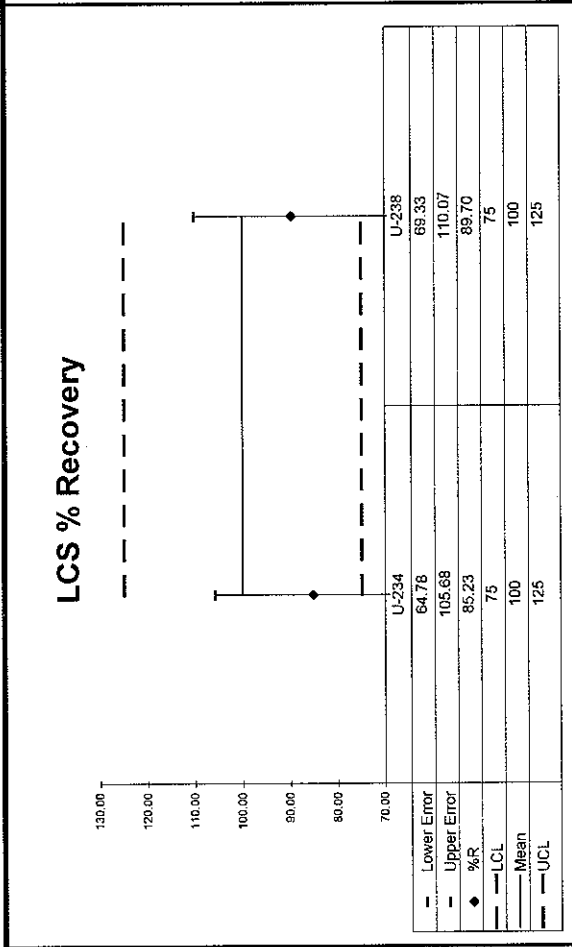 LCS % Recovery
130.00
120.00
110.00
100.00
90.00
80.00
70.00
U-234 U-238
Lower Error 64.78 69.33
Upper Error 105.68 110.07
%R 85.23 89.70
LCL 75 75
Mean 100 100
UCL 125 125